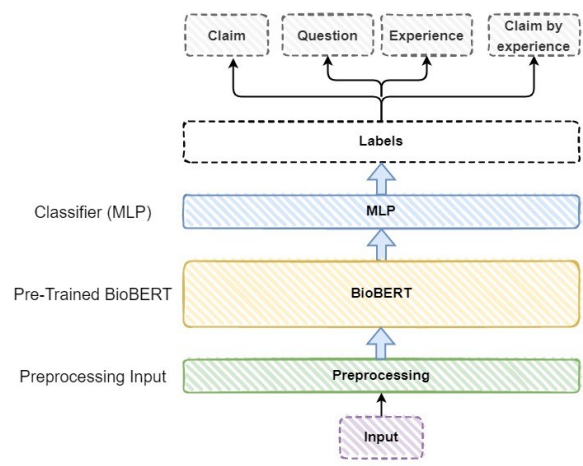 Claim
Question
Experience
Claim by
experience
Labels
Classifier (MLP)
MLP
Pre-Trained BioBERT
BioBERT
Preprocessing Input
Preprocessing
Input